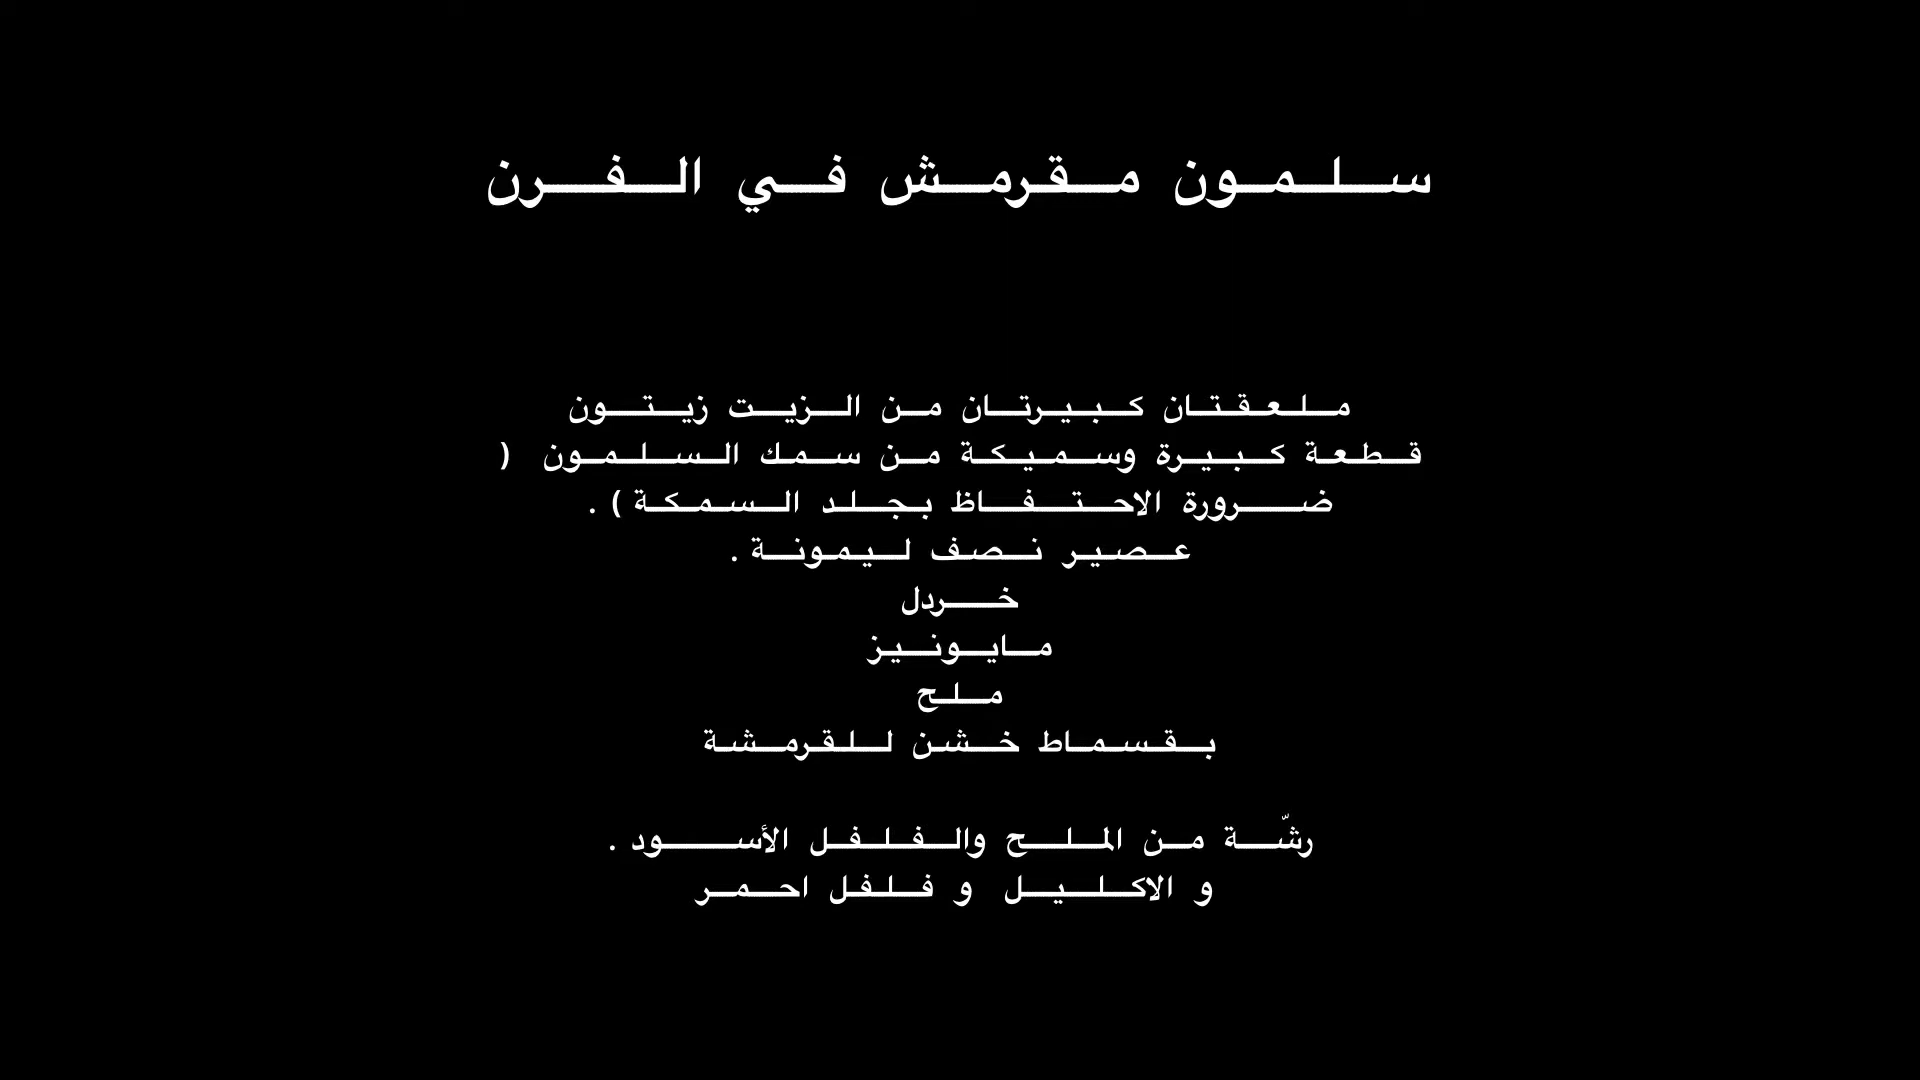 سلمون مقرمش في الفرن
ملعقتان كبيرتان من الزيت زيتون
قطعة كبيرة وسميكة من سمك السلمون (
ضرورة الاحتفاظ بجلد السمكة ) .
عصير نصف ليمونة .
خردل
مايونيز
ملح
بقسماط خشن للقرمشة
رشّة من الملح والفلفل الأسود .
و الاكليل و فلفل احمر